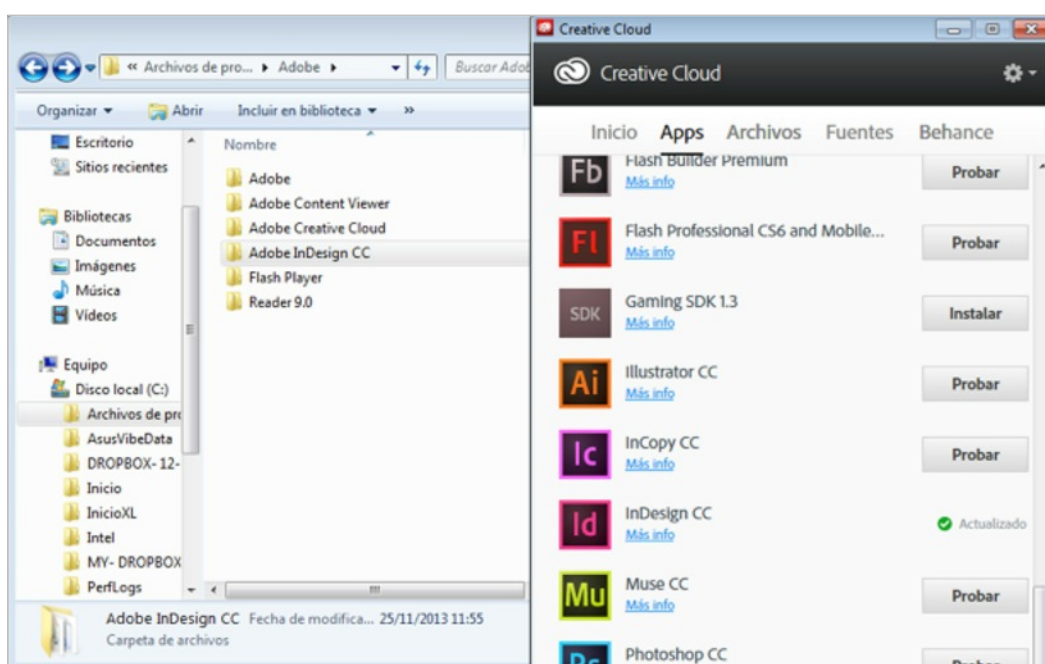 « Archivos de pro... ▸ Adobe ▸
Buscar Adob
Organizar
Abrir
Incluir en biblioteca
»
Escritorio
Sitios recientes
Bibliotecas
Documentos
Imágenes
Música
Vídeos
Equipo
Disco local (C:)
Archivos de pro
AsusVibeData
DROPBOX- 12-
Inicio
InicioXL
Intel
MY- DROPBOX
PerfLogs
Nombre
Adobe
Adobe Content Viewer
Adobe Creative Cloud
Adobe InDesign CC
Flash Player
Reader 9.0
Adobe InDesign CC Fecha de modifica... 25/11/2013 11:55
Carpeta de archivos
Creative Cloud
Creative Cloud
Inicio Apps Archivos Fuentes Behance
Fb Flash Builder Premium
Más info
Probar
Fl Flash Professional CS6 and Mobile...
Más info
Probar
SDK Gaming SDK 1.3
Más info
Instalar
Ai Illustrator CC
Más info
Probar
Ic InCopy CC
Más info
Probar
Id InDesign CC
Más info
Actualizado
Mu Muse CC
Más info
Probar
Ps Photoshop CC
Probar